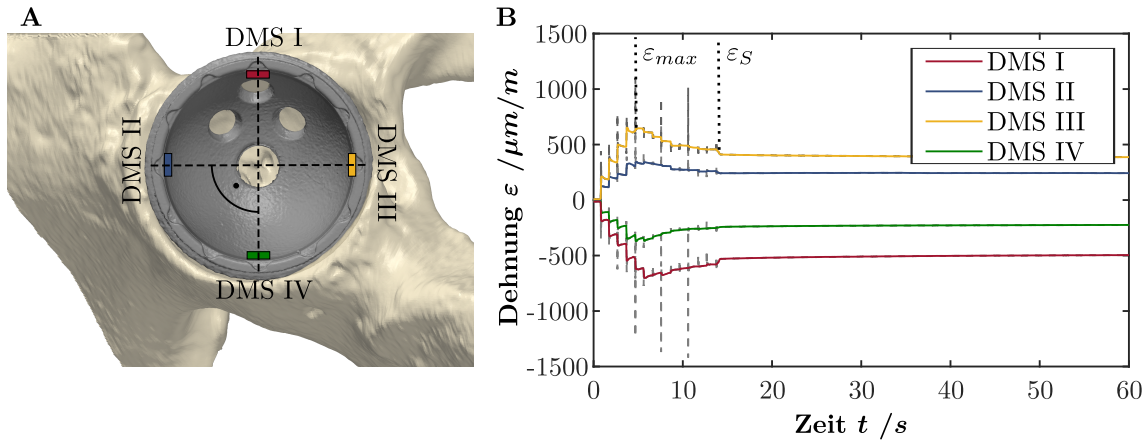 A
DMS I
DMS II
DMS III
DMS IV
B
1500
1000
500
0
-500
-1000
-1500
Dehnung ε /μm/m
ε_max
ε_S
DMS I
DMS II
DMS III
DMS IV
0 10 20 30 40 50 60
Zeit t /s